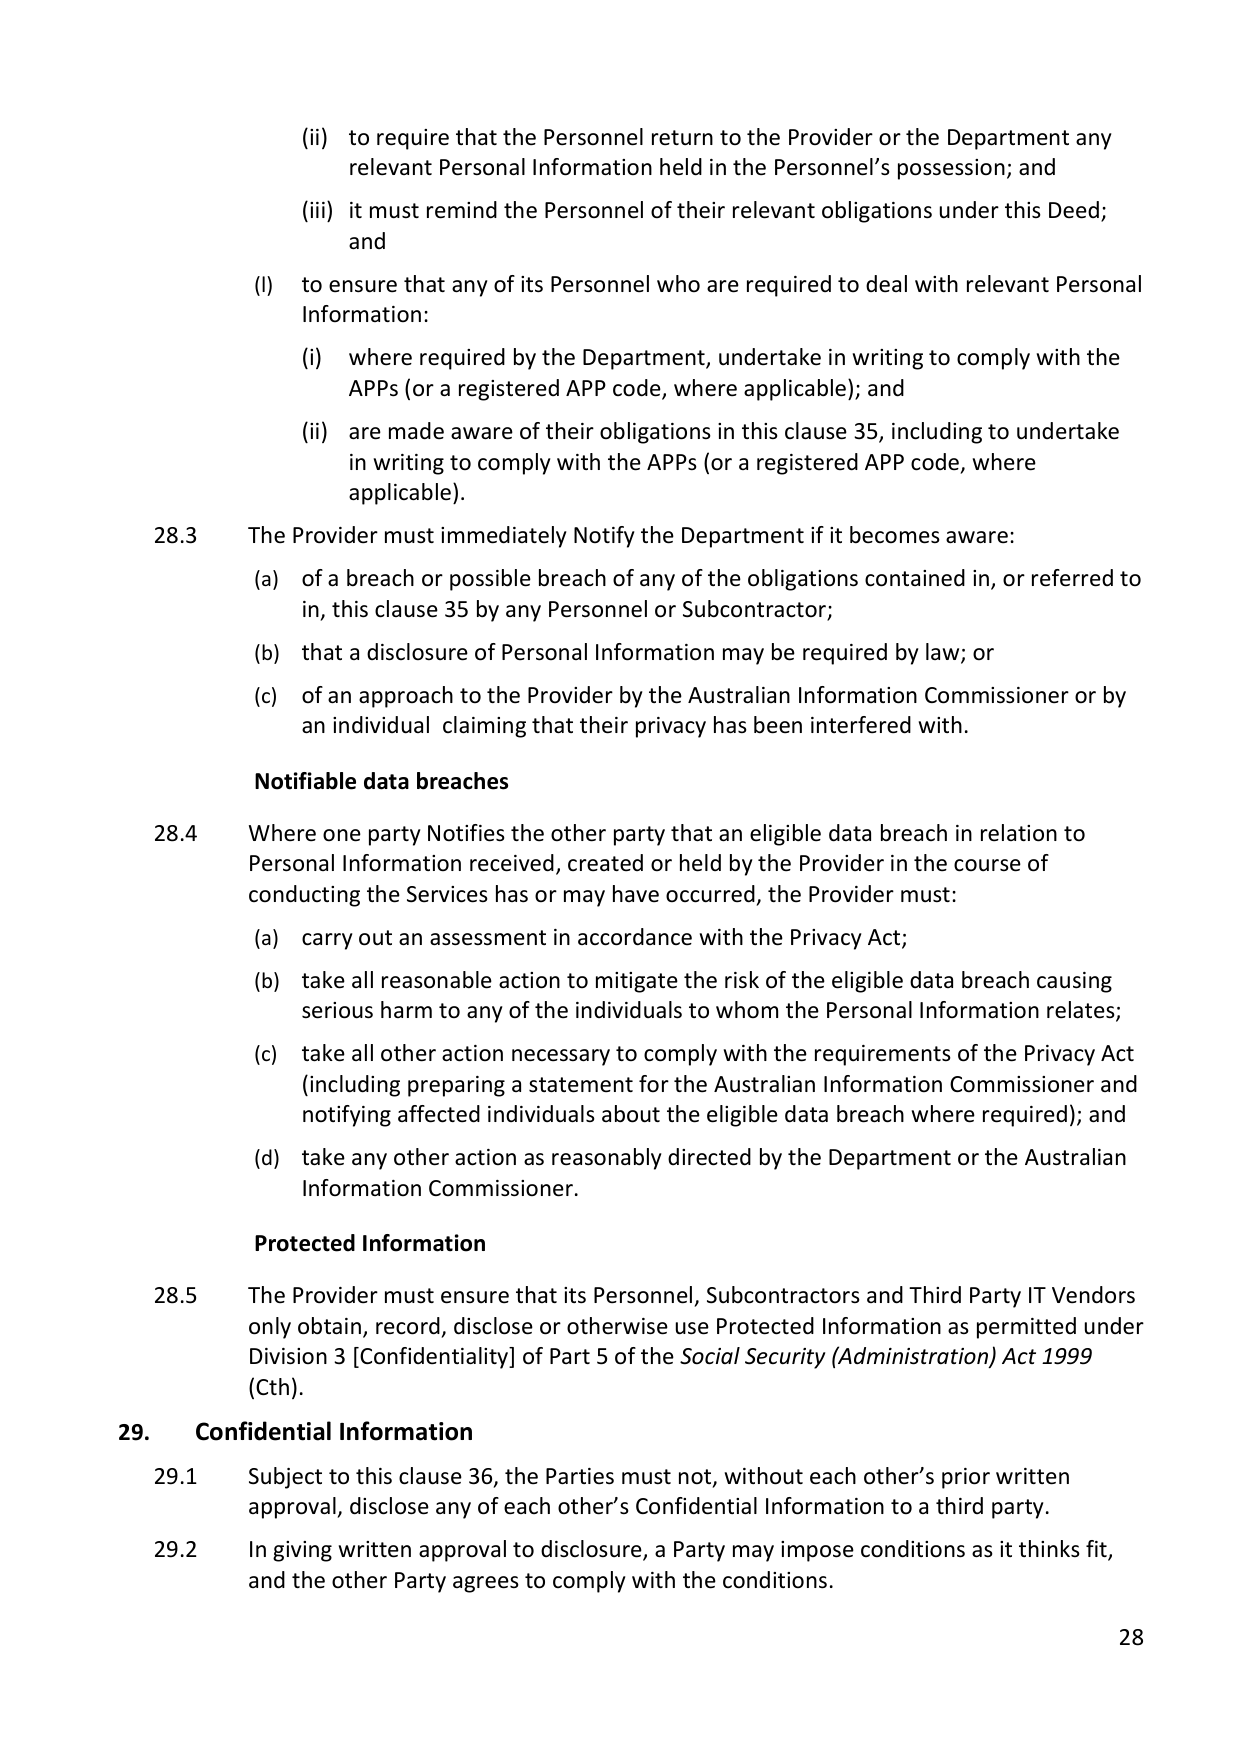 (ii) to require that the Personnel return to the Provider or the Department any
relevant Personal Information held in the Personnel’s possession; and
(iii) it must remind the Personnel of their relevant obligations under this Deed;
and
(l) to ensure that any of its Personnel who are required to deal with relevant Personal
Information:
(i) where required by the Department, undertake in writing to comply with the
APPs (or a registered APP code, where applicable); and
(ii) are made aware of their obligations in this clause 35, including to undertake
in writing to comply with the APPs (or a registered APP code, where
applicable).
28.3 The Provider must immediately Notify the Department if it becomes aware:
(a) of a breach or possible breach of any of the obligations contained in, or referred to
in, this clause 35 by any Personnel or Subcontractor;
(b) that a disclosure of Personal Information may be required by law; or
(c) of an approach to the Provider by the Australian Information Commissioner or by
an individual  claiming that their privacy has been interfered with.
Notifiable data breaches
28.4 Where one party Notifies the other party that an eligible data breach in relation to
Personal Information received, created or held by the Provider in the course of
conducting the Services has or may have occurred, the Provider must:
(a) carry out an assessment in accordance with the Privacy Act;
(b) take all reasonable action to mitigate the risk of the eligible data breach causing
serious harm to any of the individuals to whom the Personal Information relates;
(c) take all other action necessary to comply with the requirements of the Privacy Act
(including preparing a statement for the Australian Information Commissioner and
notifying affected individuals about the eligible data breach where required); and
(d) take any other action as reasonably directed by the Department or the Australian
Information Commissioner.
Protected Information
28.5 The Provider must ensure that its Personnel, Subcontractors and Third Party IT Vendors
only obtain, record, disclose or otherwise use Protected Information as permitted under
Division 3 [Confidentiality] of Part 5 of the Social Security (Administration) Act 1999
(Cth).
29. Confidential Information
29.1 Subject to this clause 36, the Parties must not, without each other’s prior written
approval, disclose any of each other’s Confidential Information to a third party.
29.2 In giving written approval to disclosure, a Party may impose conditions as it thinks fit,
and the other Party agrees to comply with the conditions.
28